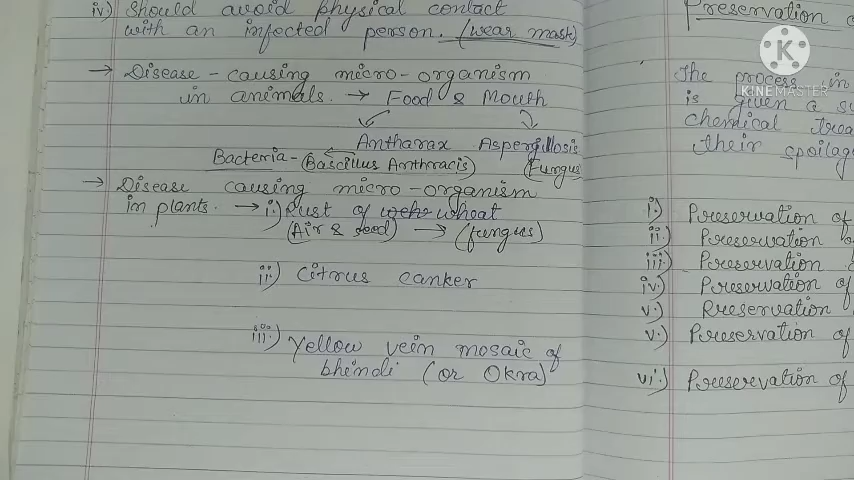 iv) Should avoid physical contact
with an infected person. (wear mask)
→ Disease - causing micro-organism
in animals. → Food & Mouth
Antharax Aspergillosis
Bacteria - (Bascillus Anthracis) (Fungus
→ Disease causing micro-organism
in plants. → i.) Rust of wheat
(Air & seed) → (fungus)
ii.) Citrus canker
iii.) Yellow vein mosaic of
bhindi (or Okra)
Preservation
The process in
is given a
chemical trea
their spoilag
i.) Preservation of
ii.) Preservation
iii.) Preservation
iv.) Preservation of
v.) Preservation
v.) Preservation of
vi.) Preservation of
KINEMASTER